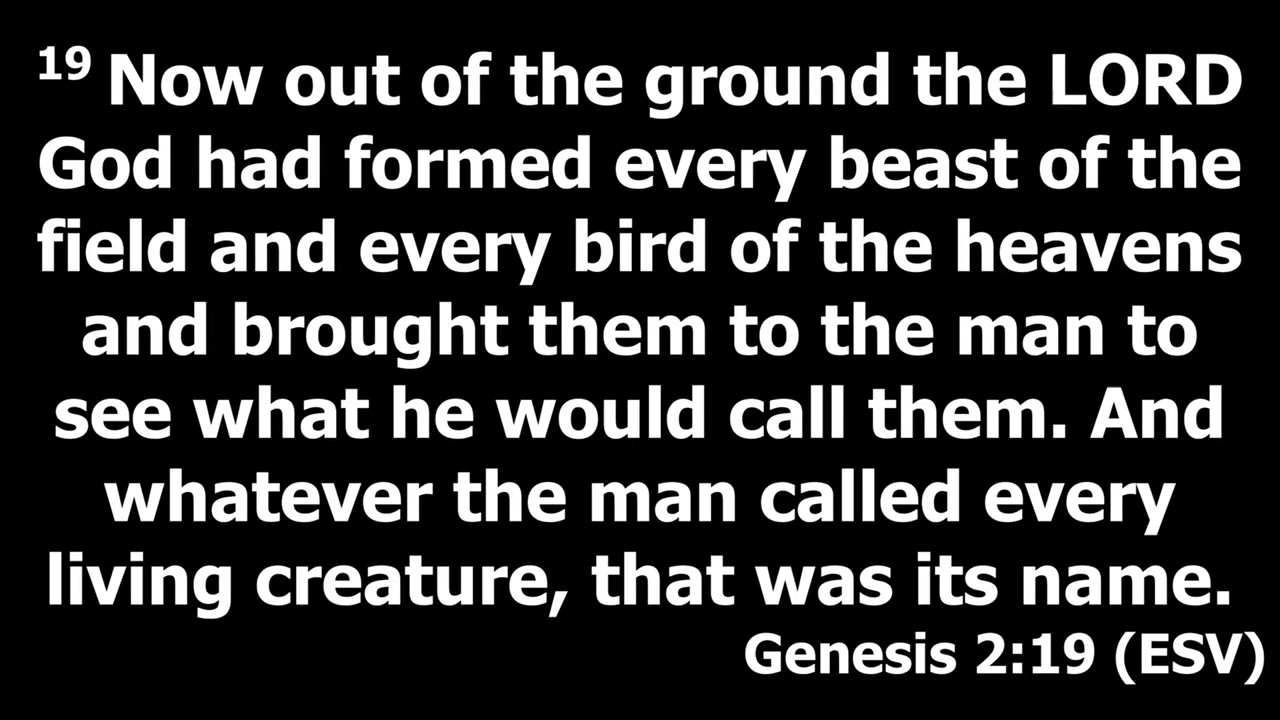 19 Now out of the ground the LORD
God had formed every beast of the
field and every bird of the heavens
and brought them to the man to
see what he would call them. And
whatever the man called every
living creature, that was its name.
Genesis 2:19 (ESV)